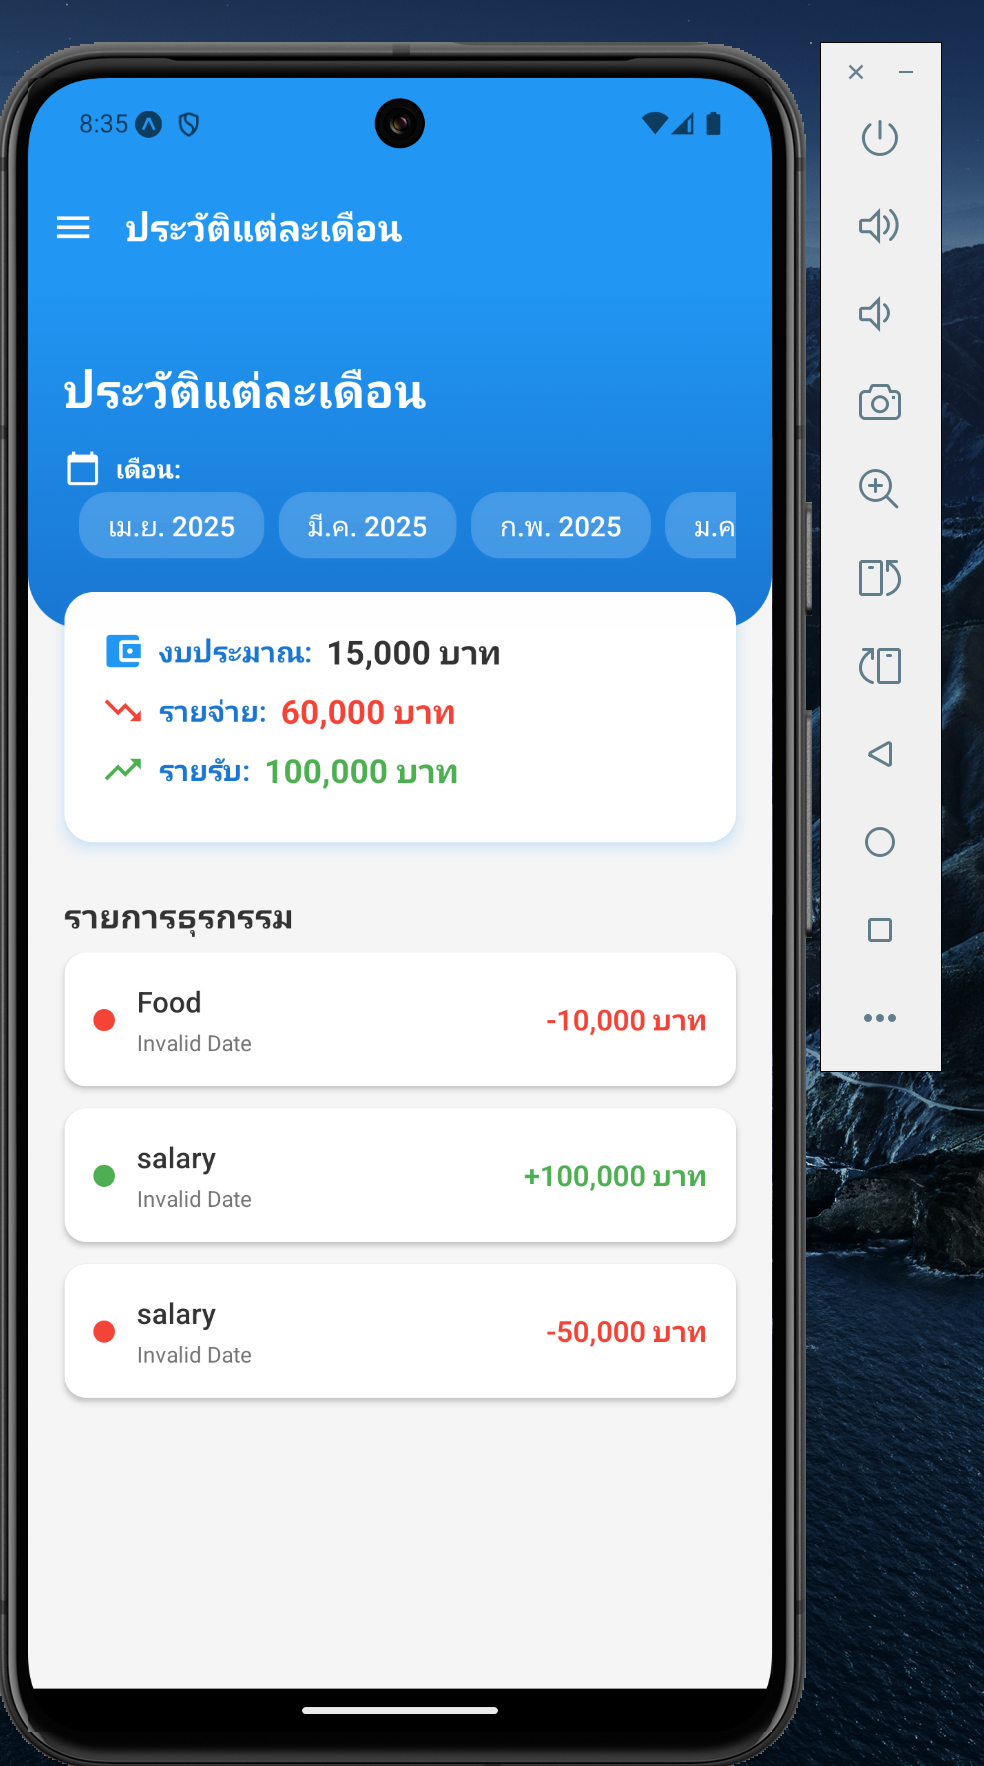 8:35
ประวัติแต่ละเดือน
ประวัติแต่ละเดือน
เดือน:
เม.ย. 2025 มี.ค. 2025 ก.พ. 2025 ม.ค
งบประมาณ: 15,000 บาท
รายจ่าย: 60,000 บาท
รายรับ: 100,000 บาท
รายการธุรกรรม
Food
-10,000 บาท
Invalid Date
salary
+100,000 บาท
Invalid Date
salary
-50,000 บาท
Invalid Date